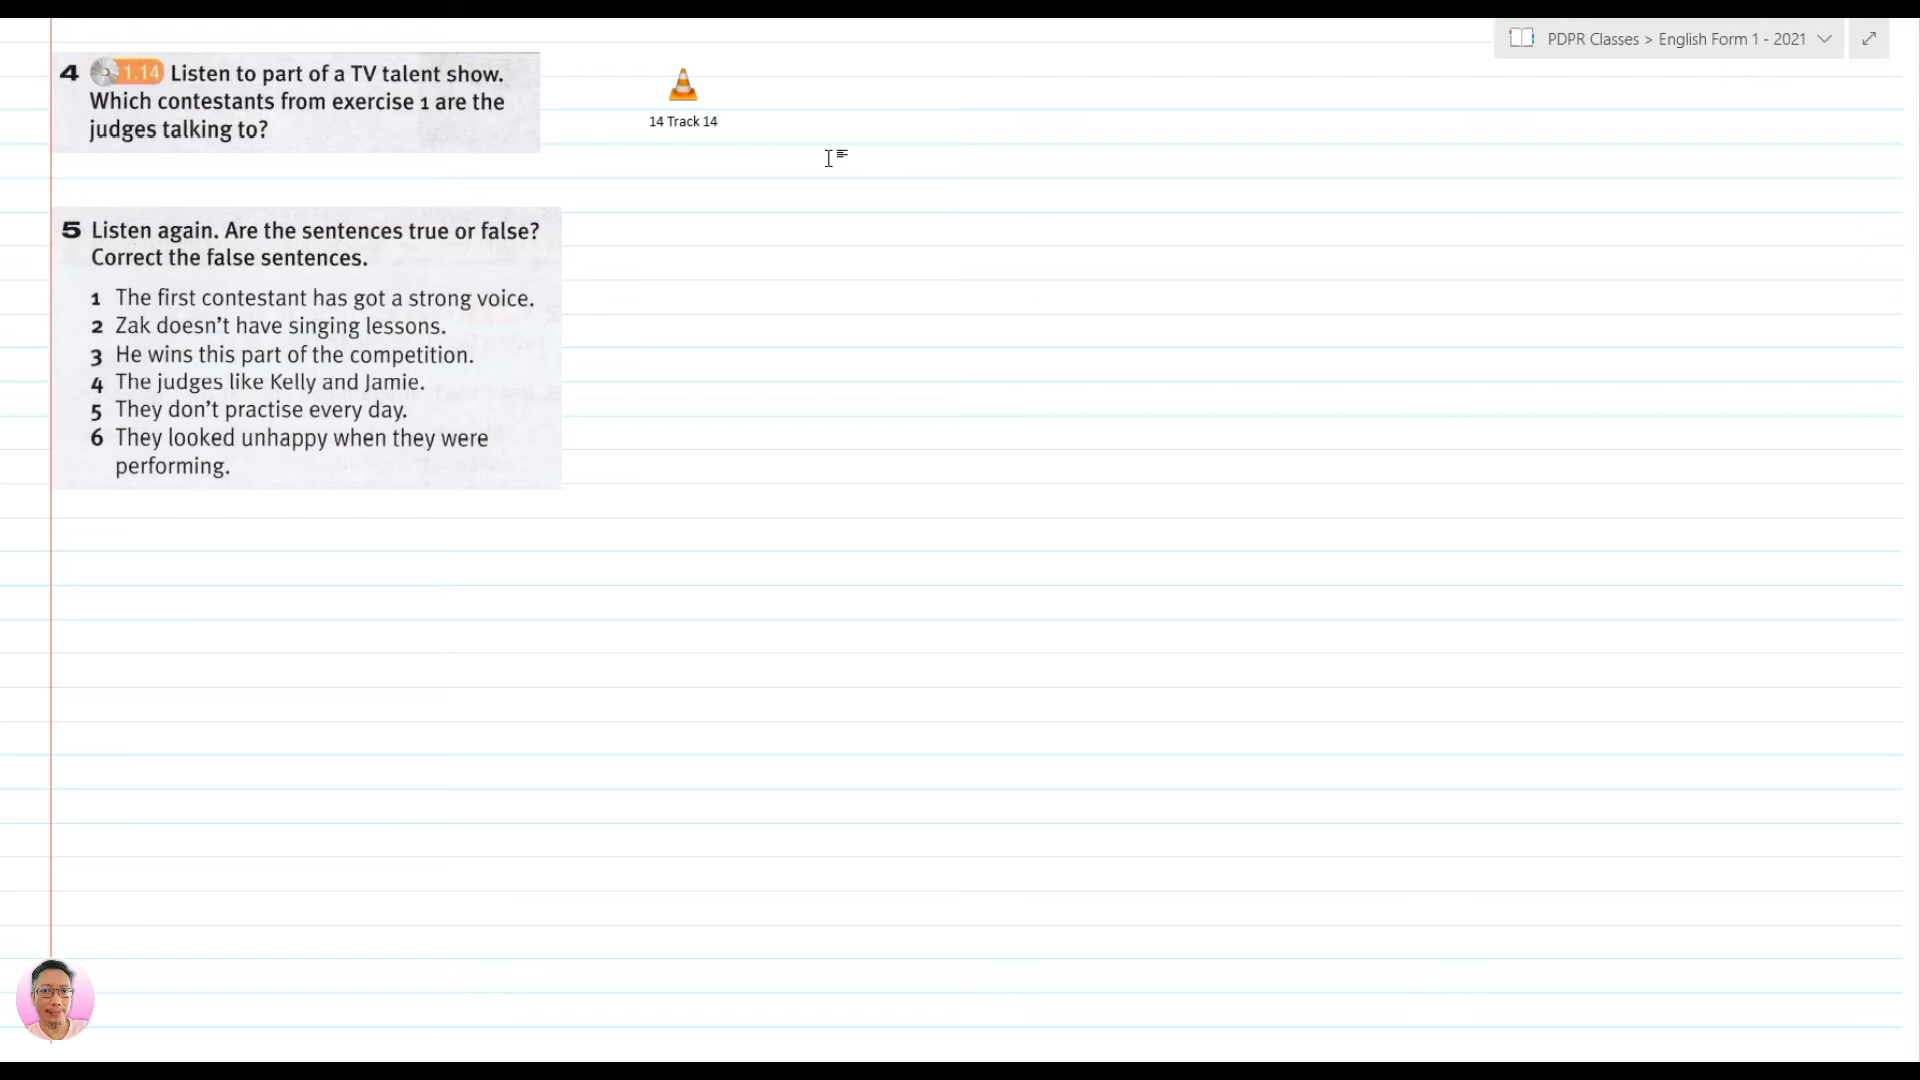 PDPR Classes > English Form 1 - 2021
4 1.14 Listen to part of a TV talent show.
Which contestants from exercise 1 are the
judges talking to?
14 Track 14
5 Listen again. Are the sentences true or false?
Correct the false sentences.
1 The first contestant has got a strong voice.
2 Zak doesn't have singing lessons.
3 He wins this part of the competition.
4 The judges like Kelly and Jamie.
5 They don't practise every day.
6 They looked unhappy when they were
performing.